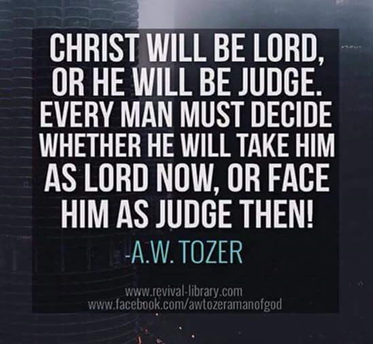 CHRIST WILL BE LORD,
OR HE WILL BE JUDGE.
EVERY MAN MUST DECIDE
WHETHER HE WILL TAKE HIM
AS LORD NOW, OR FACE
HIM AS JUDGE THEN!
-A.W. TOZER
www.revival-library.com
www.facebook.com/awtozeramanofgod